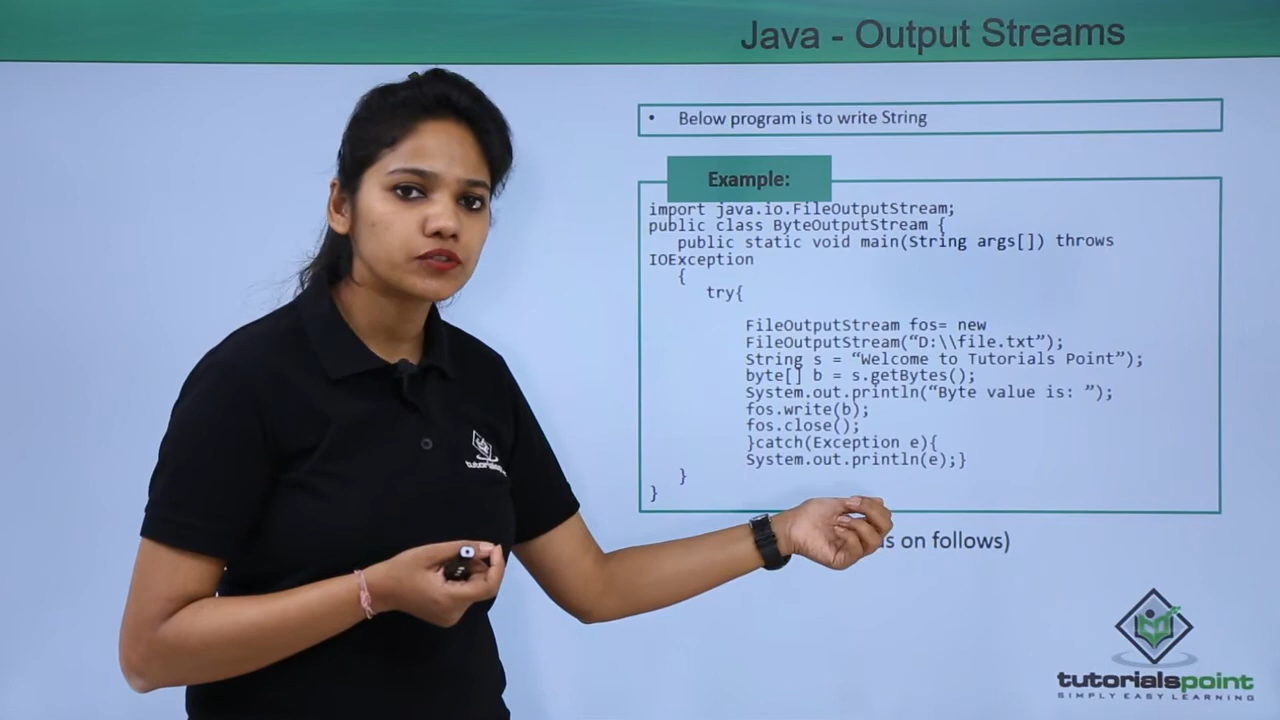 Java - Output Streams
• Below program is to write String
Example:
import java.io.FileOutputStream;
public class ByteOutputStream {
public static void main(String args[]) throws
IOException
{
try{
FileOutputStream fos= new
FileOutputStream(“D:\\file.txt”);
String s = “Welcome to Tutorials Point”);
byte[] b = s.getBytes();
System.out.println(“Byte value is: ”);
fos.write(b);
fos.close();
}catch(Exception e){
System.out.println(e);}
}
}
on follows)
tutorialspoint
SIMPLY EASY LEARNING